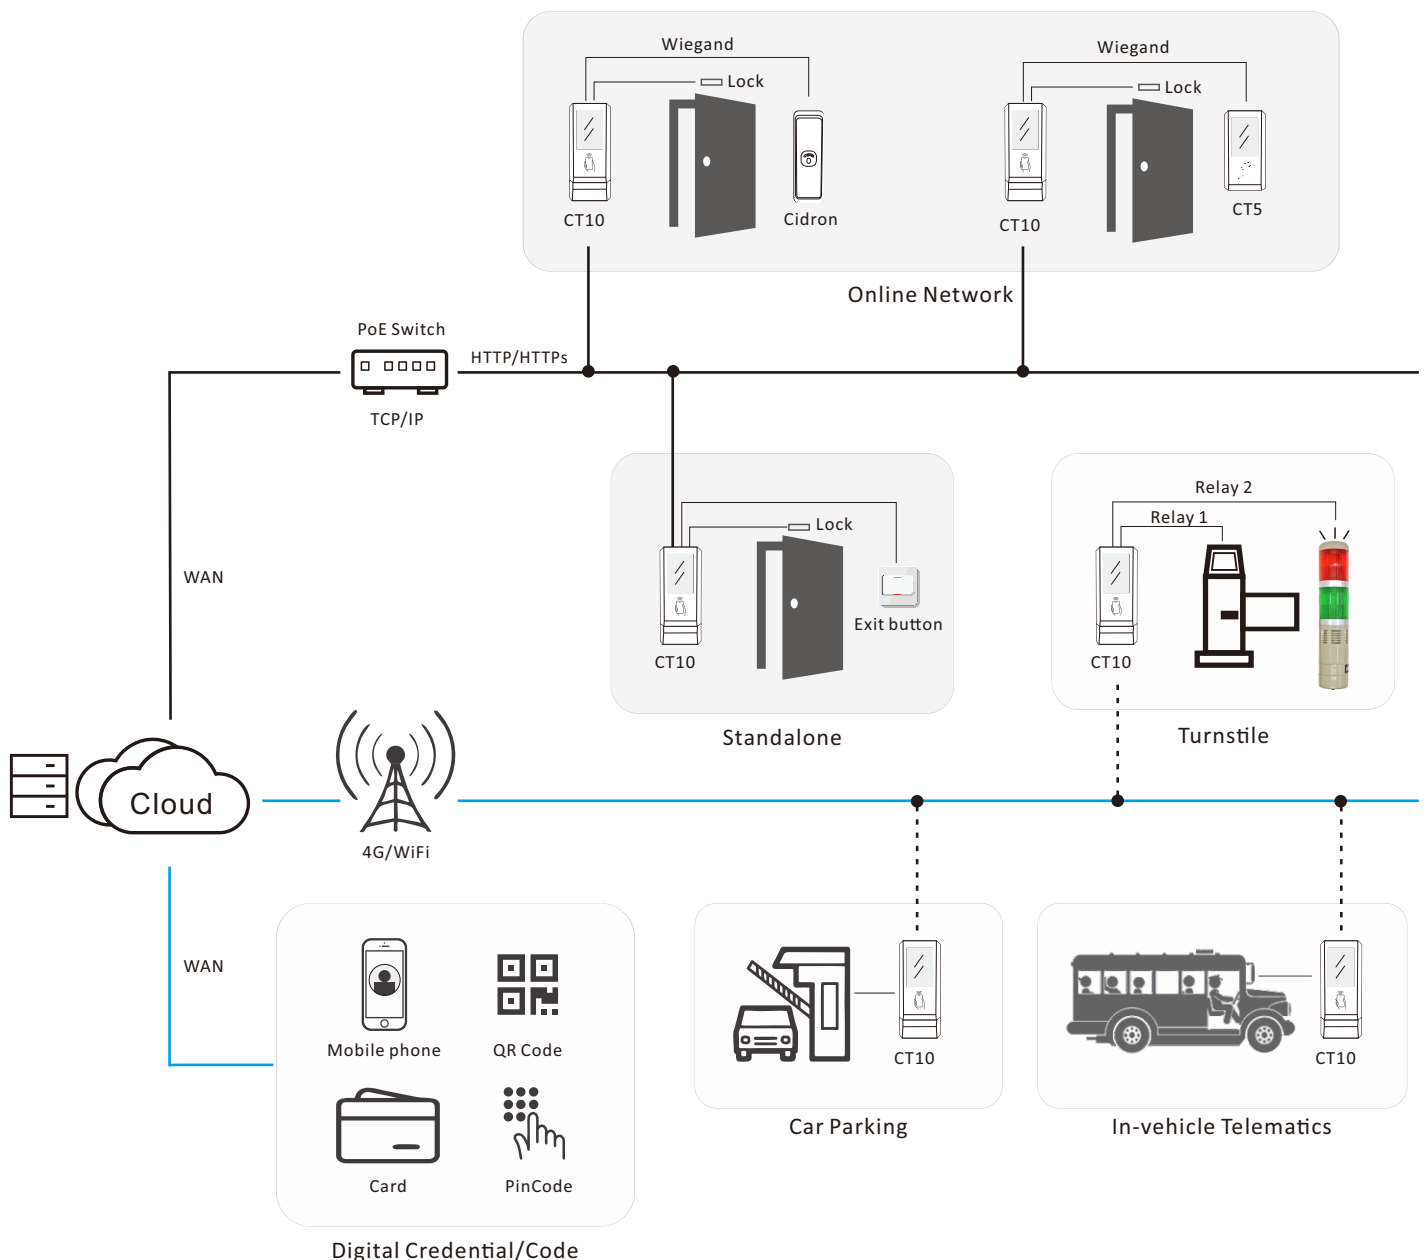 Wiegand
Wiegand
Lock
Lock
CT10
Cidron
CT10
CT5
Online Network
PoE Switch
HTTP/HTTPs
TCP/IP
Relay 2
Relay 1
Lock
WAN
Exit button
CT10
CT10
Standalone
Turnstile
Cloud
4G/WiFi
WAN
Mobile phone
QR Code
CT10
CT10
Car Parking
In-vehicle Telematics
Card
PinCode
Digital Credential/Code